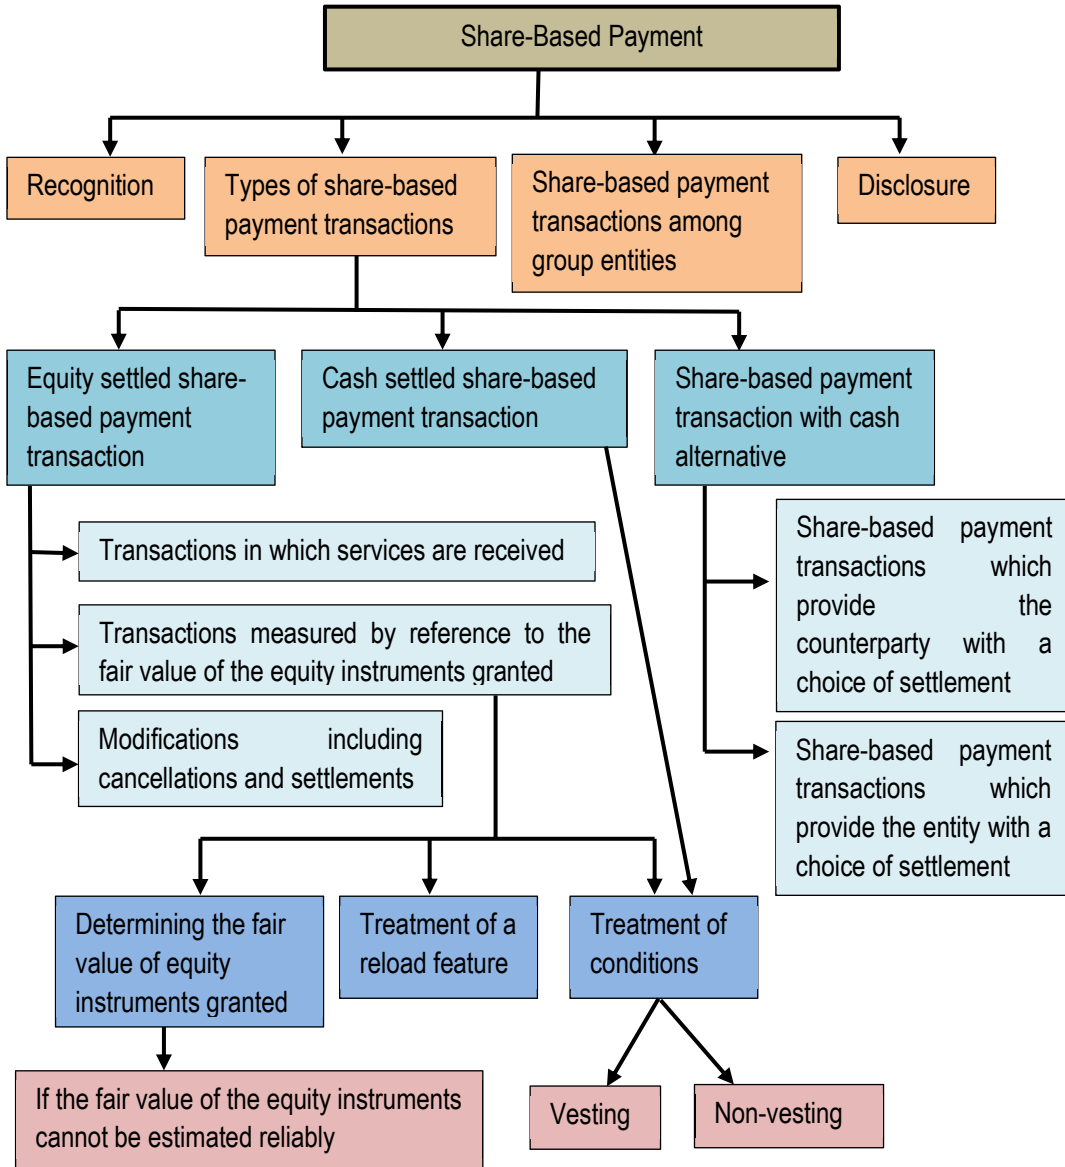 Share-Based Payment
Recognition
Types of share-based
payment transactions
Share-based payment
transactions among
group entities
Disclosure
Equity settled share-
based payment
transaction
Cash settled share-based
payment transaction
Share-based payment
transaction with cash
alternative
Transactions in which services are received
Transactions measured by reference to the
fair value of the equity instruments granted
Modifications including
cancellations and settlements
Share-based payment
transactions which
provide the
counterparty with a
choice of settlement
Share-based payment
transactions which
provide the entity with a
choice of settlement
Determining the fair
value of equity
instruments granted
Treatment of a
reload feature
Treatment of
conditions
If the fair value of the equity instruments
cannot be estimated reliably
Vesting
Non-vesting